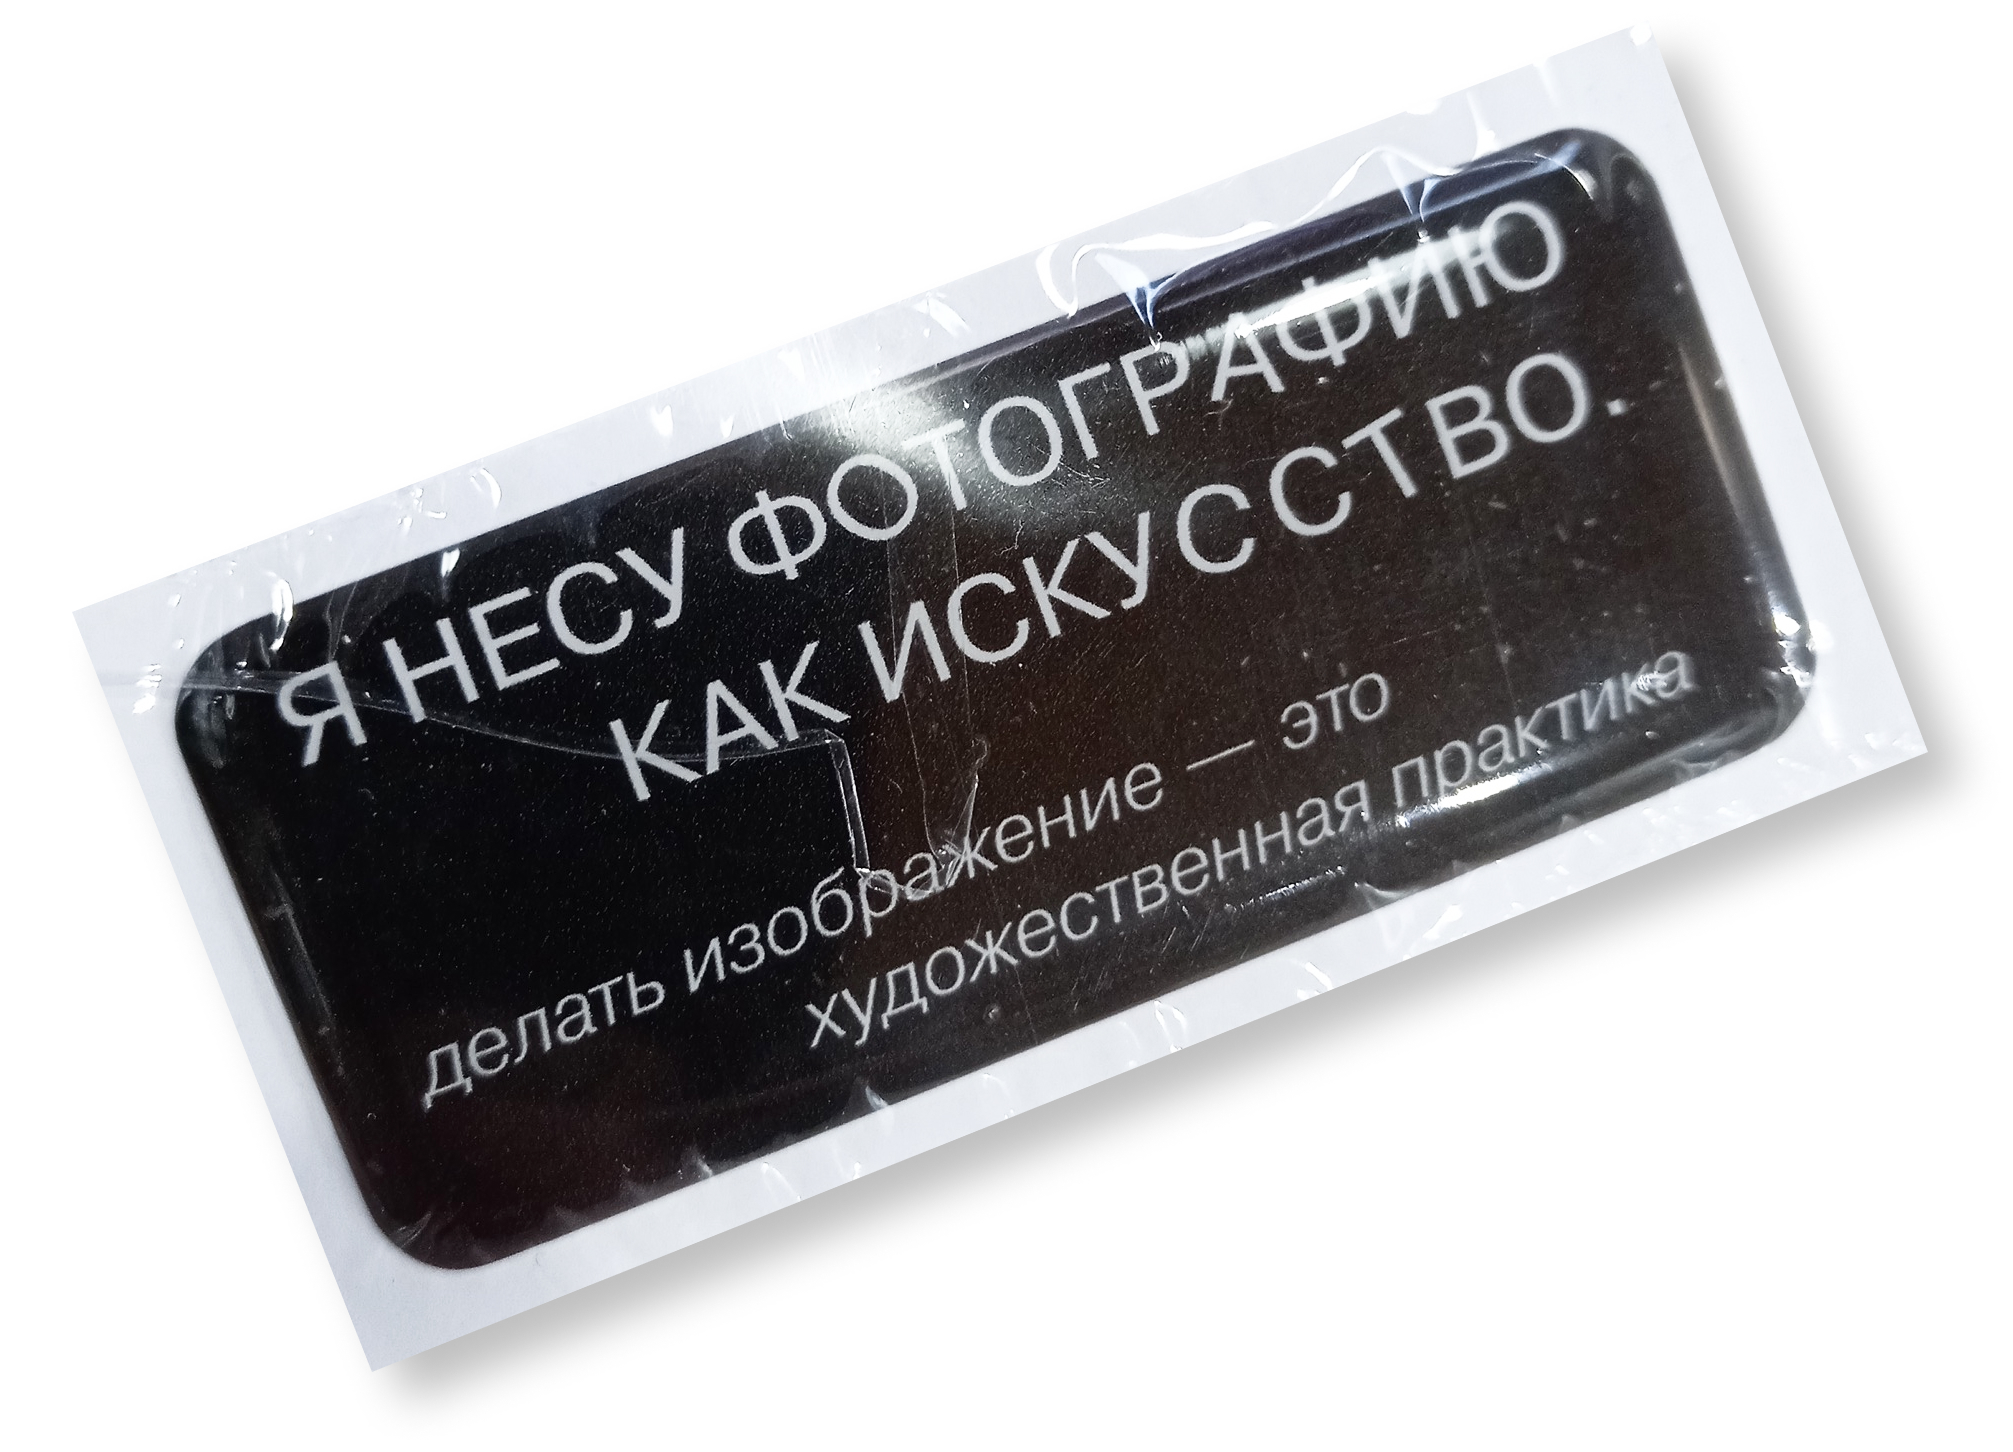 Я НЕСУ ФОТОГРАФИЮ
КАК ИСКУССТВО.
делать изображение — это
художественная практика